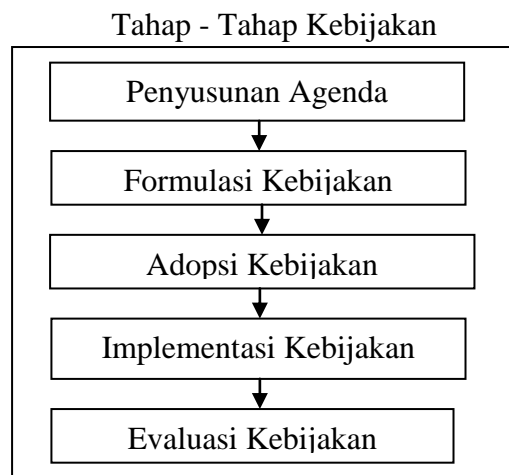 Tahap - Tahap Kebijakan
Penyusunan Agenda
Formulasi Kebijakan
Adopsi Kebijakan
Implementasi Kebijakan
Evaluasi Kebijakan